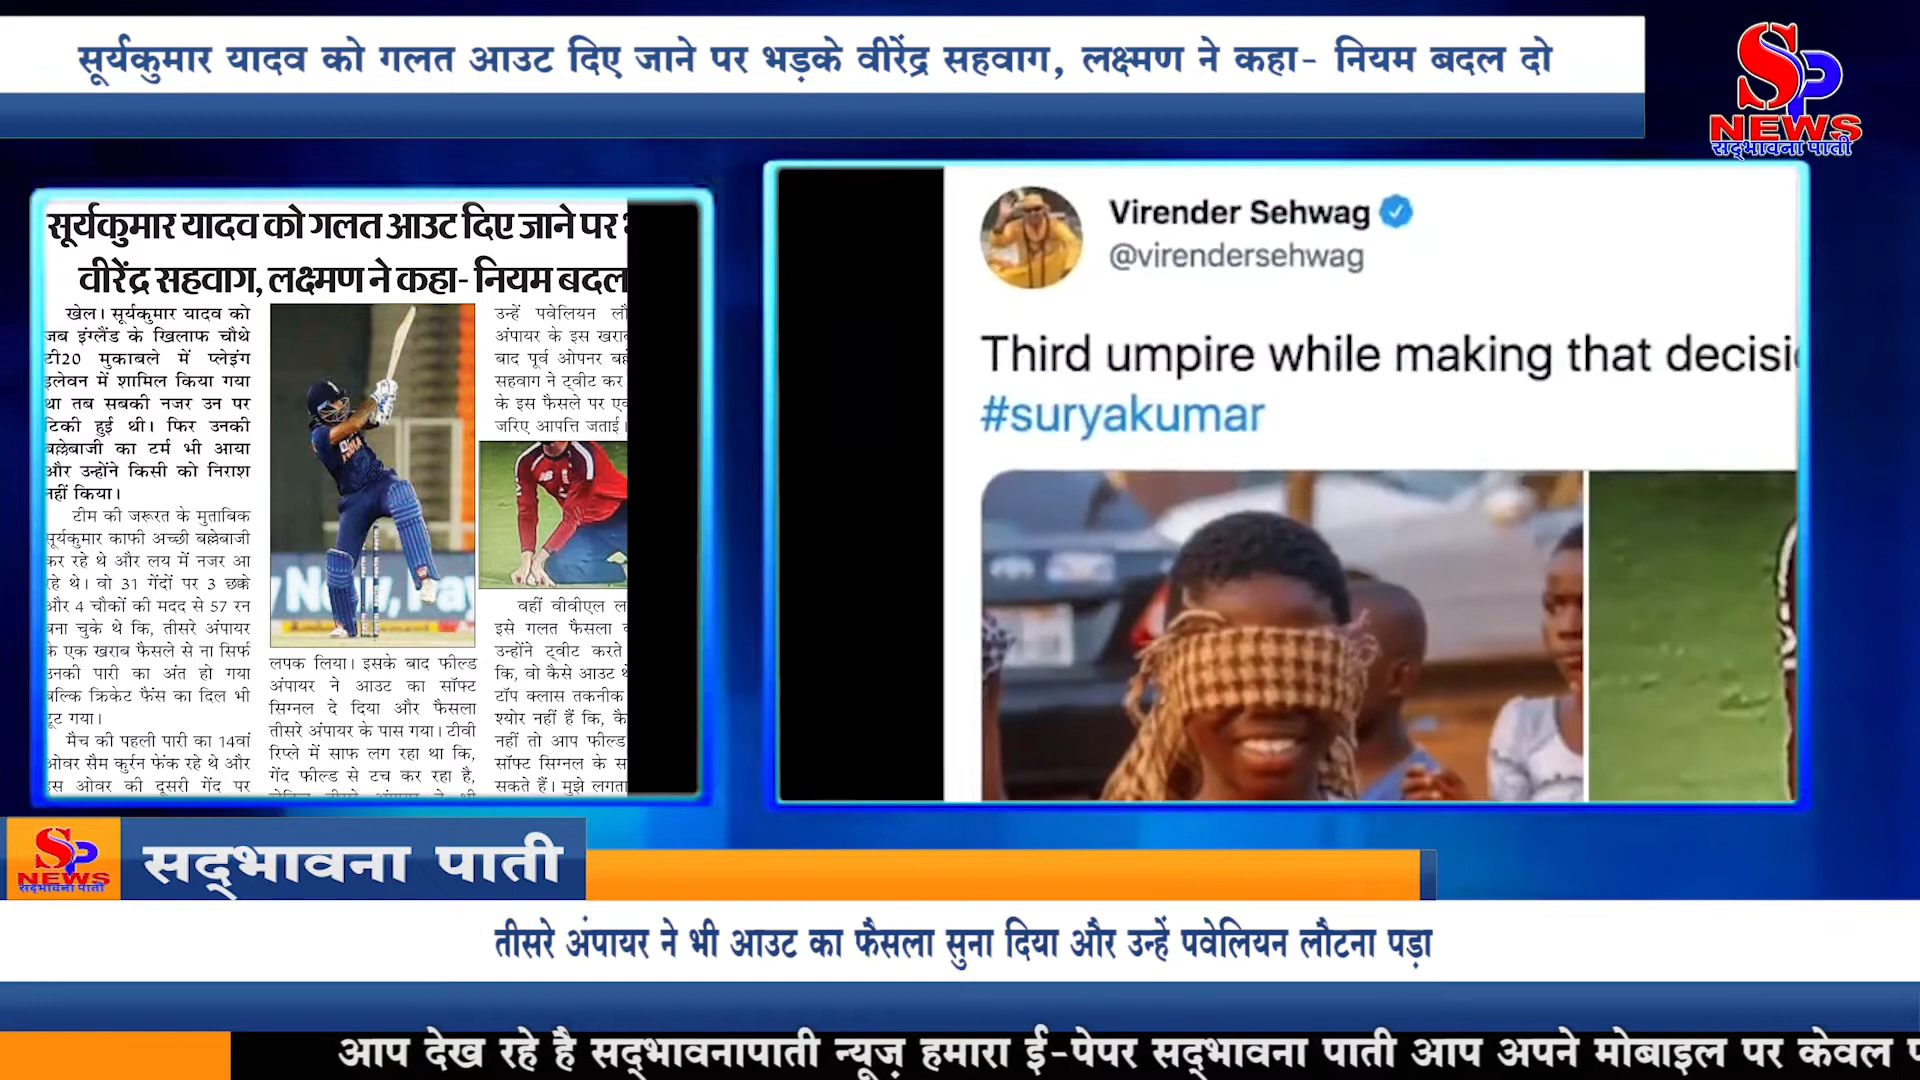 सूर्यकुमार यादव को गलत आउट दिए जाने पर भड़के वीरेंद्र सहवाग, लक्ष्मण ने कहा- नियम बदल दो
SP
NEWS
सद्भावना पाती
सूर्यकुमार यादव को गलत आउट दिए जाने पर
वीरेंद्र सहवाग, लक्ष्मण ने कहा- नियम बदल
खेल। सूर्यकुमार यादव को
जब इंग्लैंड के खिलाफ चौथे
टी20 मुकाबले में प्लेइंग
इलेवन में शामिल किया गया
था तब सबकी नजर उन पर
टिकी हुई थी। फिर उनकी
बल्लेबाजी का टर्म भी आया
और उन्होंने किसी को निराश
नहीं किया।
टीम की जरूरत के मुताबिक
सूर्यकुमार काफी अच्छी बल्लेबाजी
कर रहे थे और लय में नजर आ
रहे थे। वो 31 गेंदों पर 3 छक्के
और 4 चौकों की मदद से 57 रन
बना चुके थे कि, तीसरे अंपायर
के एक खराब फैसले से ना सिर्फ
उनकी पारी का अंत हो गया
बल्कि क्रिकेट फैंस का दिल भी
टूट गया।
मैच की पहली पारी का 14वां
ओवर सैम कुर्रन फेंक रहे थे और
इस ओवर की दूसरी गेंद पर
लपक लिया। इसके बाद फील्ड
अंपायर ने आउट का सॉफ्ट
सिग्नल दे दिया और फैसला
तीसरे अंपायर के पास गया। टीवी
रिप्ले में साफ लग रहा था कि,
गेंद फील्ड से टच कर रहा है,
उन्हें पवेलियन लौ
अंपायर के इस खरा
बाद पूर्व ओपनर बल्
सहवाग ने ट्वीट कर
के इस फैसले पर ए
जरिए आपत्ति जताई।
वहीं वीवीएल ल
इसे गलत फैसला
उन्होंने ट्वीट करते
कि, वो कैसे आउट थे
टॉप क्लास तकनीक
श्योर नहीं हैं कि, कै
नहीं तो आप फील्ड
सॉफ्ट सिग्नल के स
सकते हैं। मुझे लगता
Virender Sehwag
@virendersehwag
Third umpire while making that decisi
#suryakumar
SP
NEWS
सद्भावना पाती
सद्भावना पाती
तीसरे अंपायर ने भी आउट का फैसला सुना दिया और उन्हें पवेलियन लौटना पड़ा
आप देख रहे है सद्भावनापाती न्यूज़ हमारा ई-पेपर सद्भावना पाती आप अपने मोबाइल पर केवल